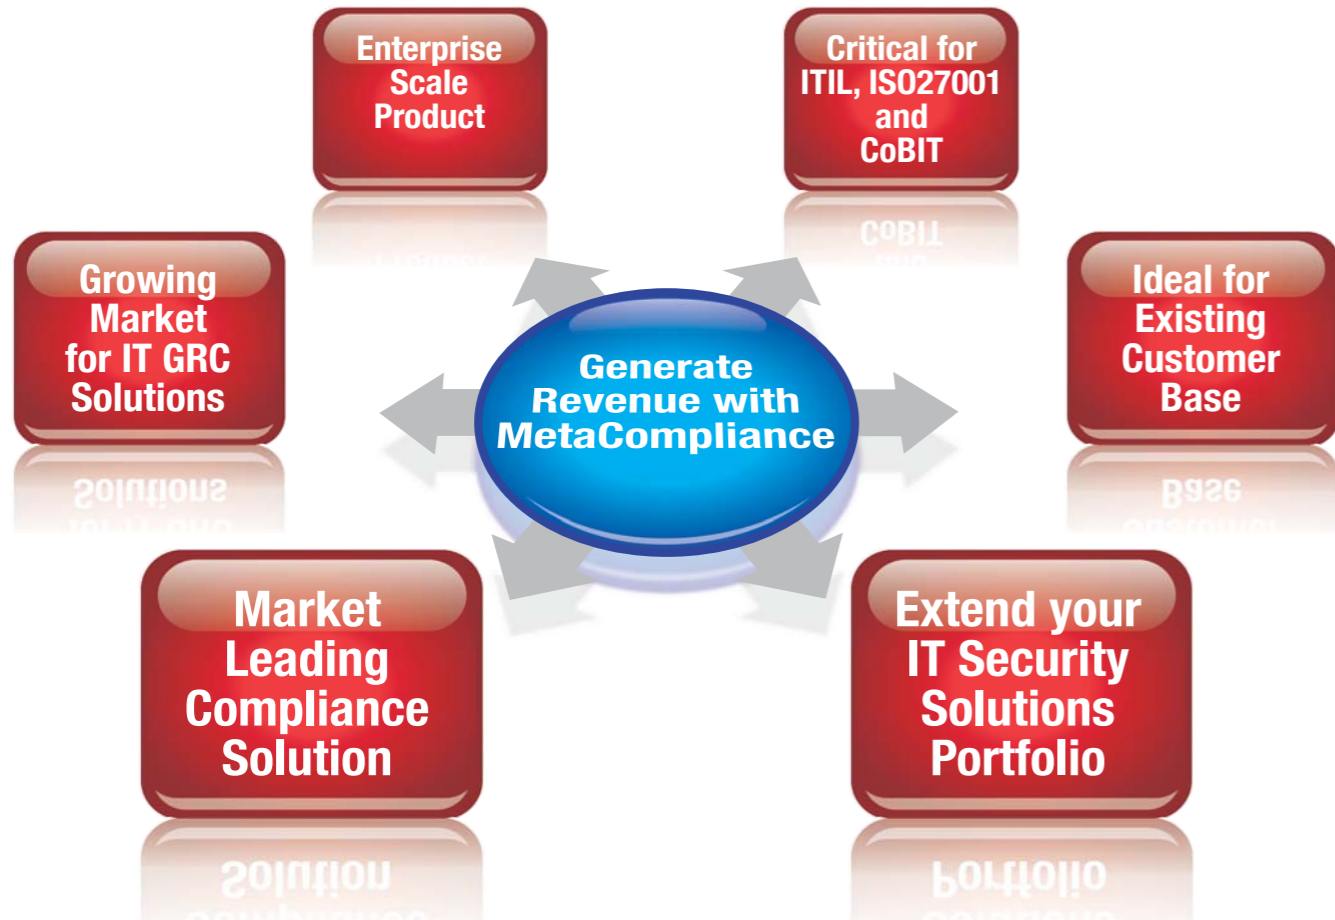 Enterprise
Scale
Product
Critical for
ITIL, ISO27001
and
CoBIT
Growing
Market
for IT GRC
Solutions
Generate
Revenue with
MetaCompliance
Ideal for
Existing
Customer
Base
Market
Leading
Compliance
Solution
Extend your
IT Security
Solutions
Portfolio